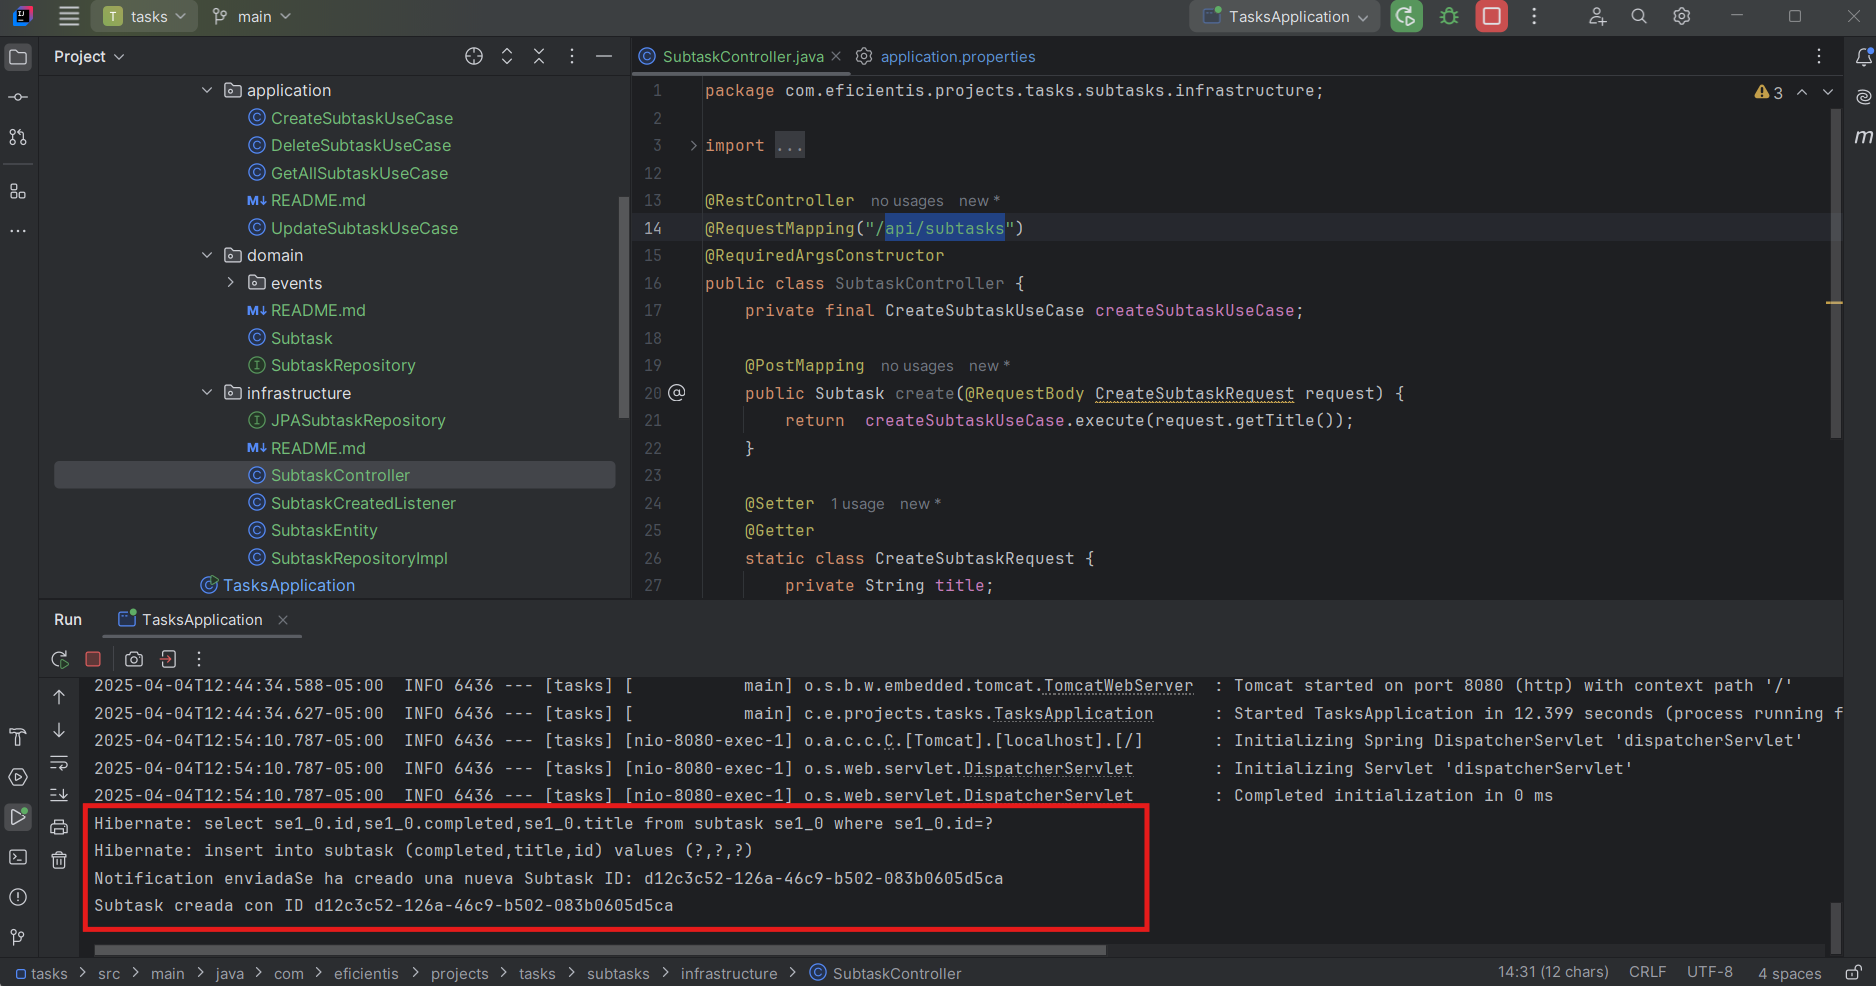 T tasks main TasksApplication
Project
SubtaskController.java application.properties
application
CreateSubtaskUseCase
DeleteSubtaskUseCase
GetAllSubtaskUseCase
M↓ README.md
UpdateSubtaskUseCase
domain
events
M↓ README.md
Subtask
SubtaskRepository
infrastructure
JPASubtaskRepository
M↓ README.md
SubtaskController
SubtaskCreatedListener
SubtaskEntity
SubtaskRepositoryImpl
TasksApplication
1 package com.eficientis.projects.tasks.subtasks.infrastructure;
3
2
3 import ...
12
13 @RestController no usages new *
14 @RequestMapping("/api/subtasks")
15 @RequiredArgsConstructor
16 public class SubtaskController {
17 private final CreateSubtaskUseCase createSubtaskUseCase;
18
19 @PostMapping no usages new *
20 public Subtask create(@RequestBody CreateSubtaskRequest request) {
21 return createSubtaskUseCase.execute(request.getTitle());
22 }
23
24 @Setter 1 usage new *
25 @Getter
26 static class CreateSubtaskRequest {
27 private String title;
m
Run TasksApplication
2025-04-04T12:44:34.588-05:00 INFO 6436 --- [tasks] [ main] o.s.b.w.embedded.tomcat.TomcatWebServer : Tomcat started on port 8080 (http) with context path '/'
2025-04-04T12:44:34.627-05:00 INFO 6436 --- [tasks] [ main] c.e.projects.tasks.TasksApplication : Started TasksApplication in 12.399 seconds (process running f
2025-04-04T12:54:10.787-05:00 INFO 6436 --- [tasks] [nio-8080-exec-1] o.a.c.c.C.[Tomcat].[localhost].[/] : Initializing Spring DispatcherServlet 'dispatcherServlet'
2025-04-04T12:54:10.787-05:00 INFO 6436 --- [tasks] [nio-8080-exec-1] o.s.web.servlet.DispatcherServlet : Initializing Servlet 'dispatcherServlet'
2025-04-04T12:54:10.787-05:00 INFO 6436 --- [tasks] [nio-8080-exec-1] o.s.web.servlet.DispatcherServlet : Completed initialization in 0 ms
Hibernate: select se1_0.id,se1_0.completed,se1_0.title from subtask se1_0 where se1_0.id=?
Hibernate: insert into subtask (completed,title,id) values (?,?,?)
Notification enviadaSe ha creado una nueva Subtask ID: d12c3c52-126a-46c9-b502-083b0605d5ca
Subtask creada con ID d12c3c52-126a-46c9-b502-083b0605d5ca
tasks > src > main > java > com > eficientis > projects > tasks > subtasks > infrastructure > SubtaskController 14:31 (12 chars) CRLF UTF-8 4 spaces